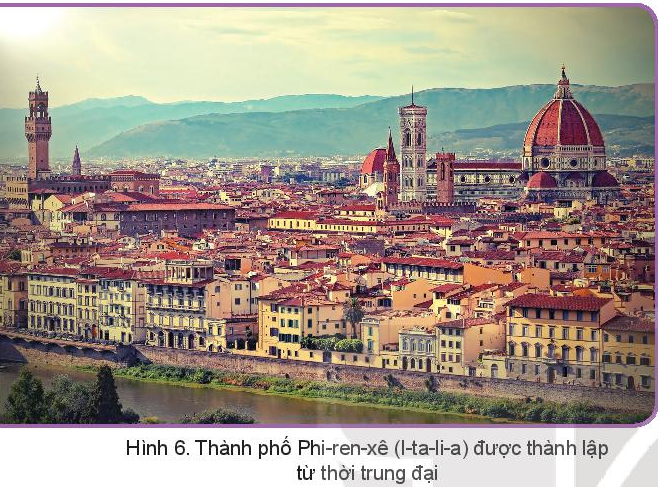 Hình 6. Thành phố Phi-ren-xê (I-ta-li-a) được thành lập
từ thời trung đại